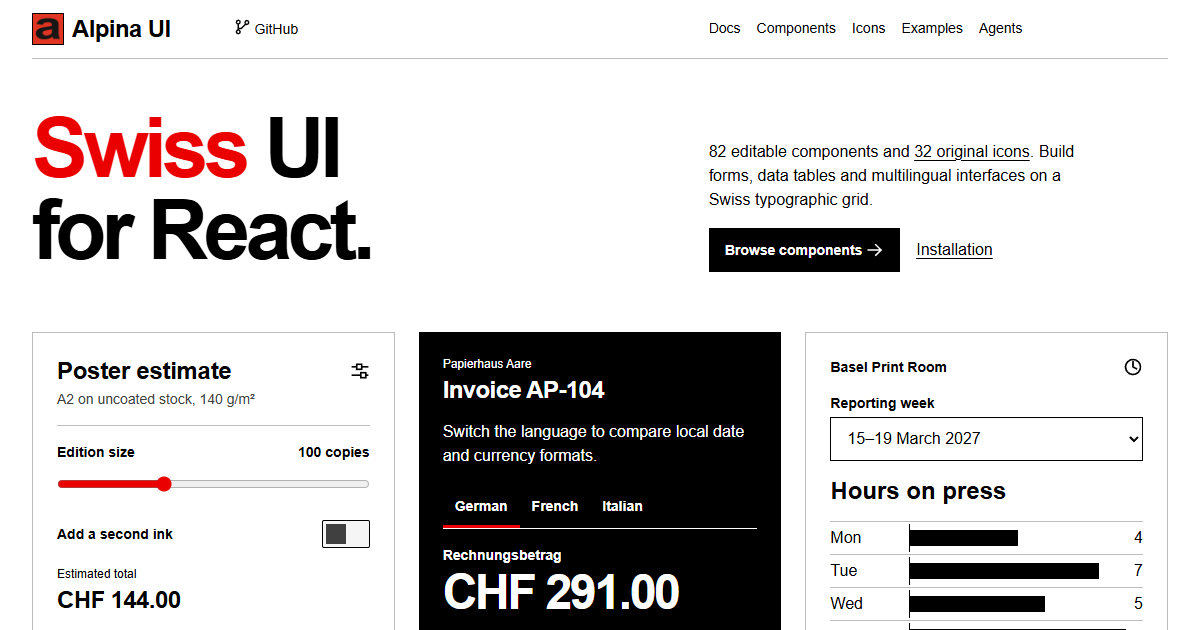 a Alpina UI
GitHub
Docs Components Icons Examples Agents
Swiss UI
for React.
82 editable components and 32 original icons. Build
forms, data tables and multilingual interfaces on a
Swiss typographic grid.
Browse components →
Installation
Poster estimate
A2 on uncoated stock, 140 g/m²
Edition size 100 copies
Add a second ink
Estimated total
CHF 144.00
Papierhaus Aare
Invoice AP-104
Switch the language to compare local date
and currency formats.
German French Italian
Rechnungsbetrag
CHF 291.00
Basel Print Room
Reporting week
15–19 March 2027
Hours on press
Mon 4
Tue 7
Wed 5